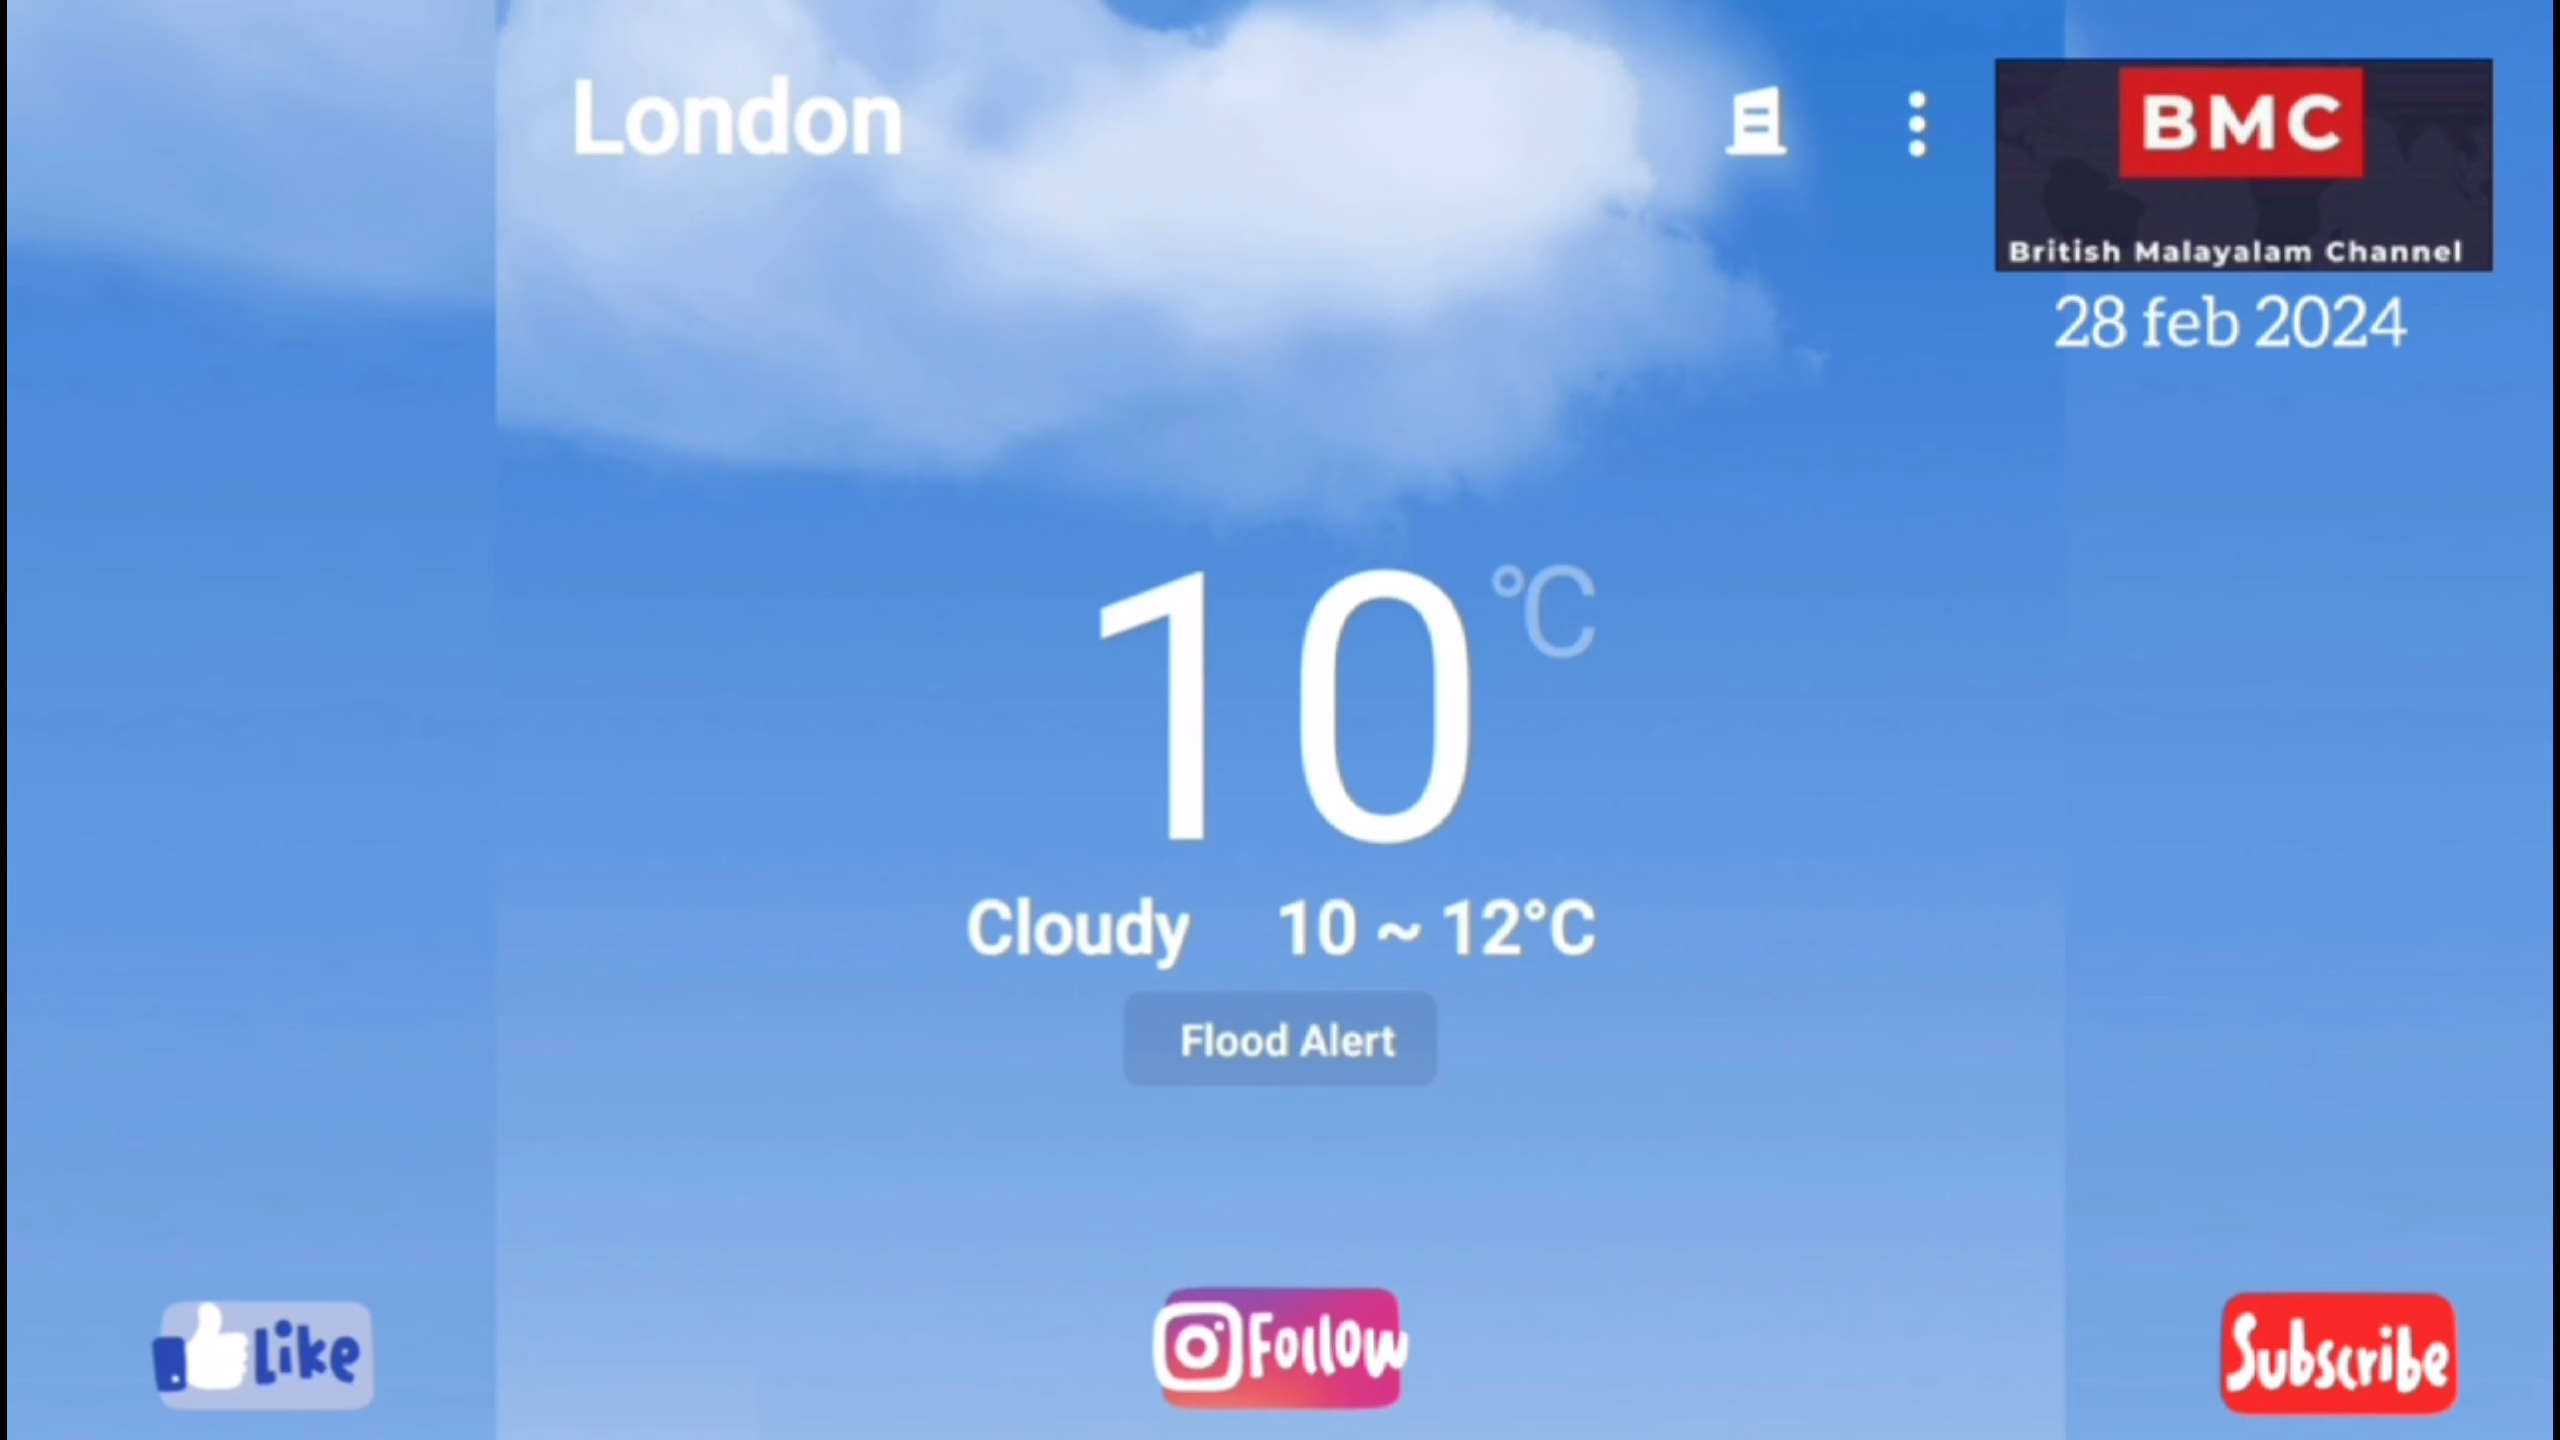 London
BMC
British Malayalam Channel
28 feb 2024
10°C
Cloudy 10 ~ 12°C
Flood Alert
Like
Follow
Subscribe